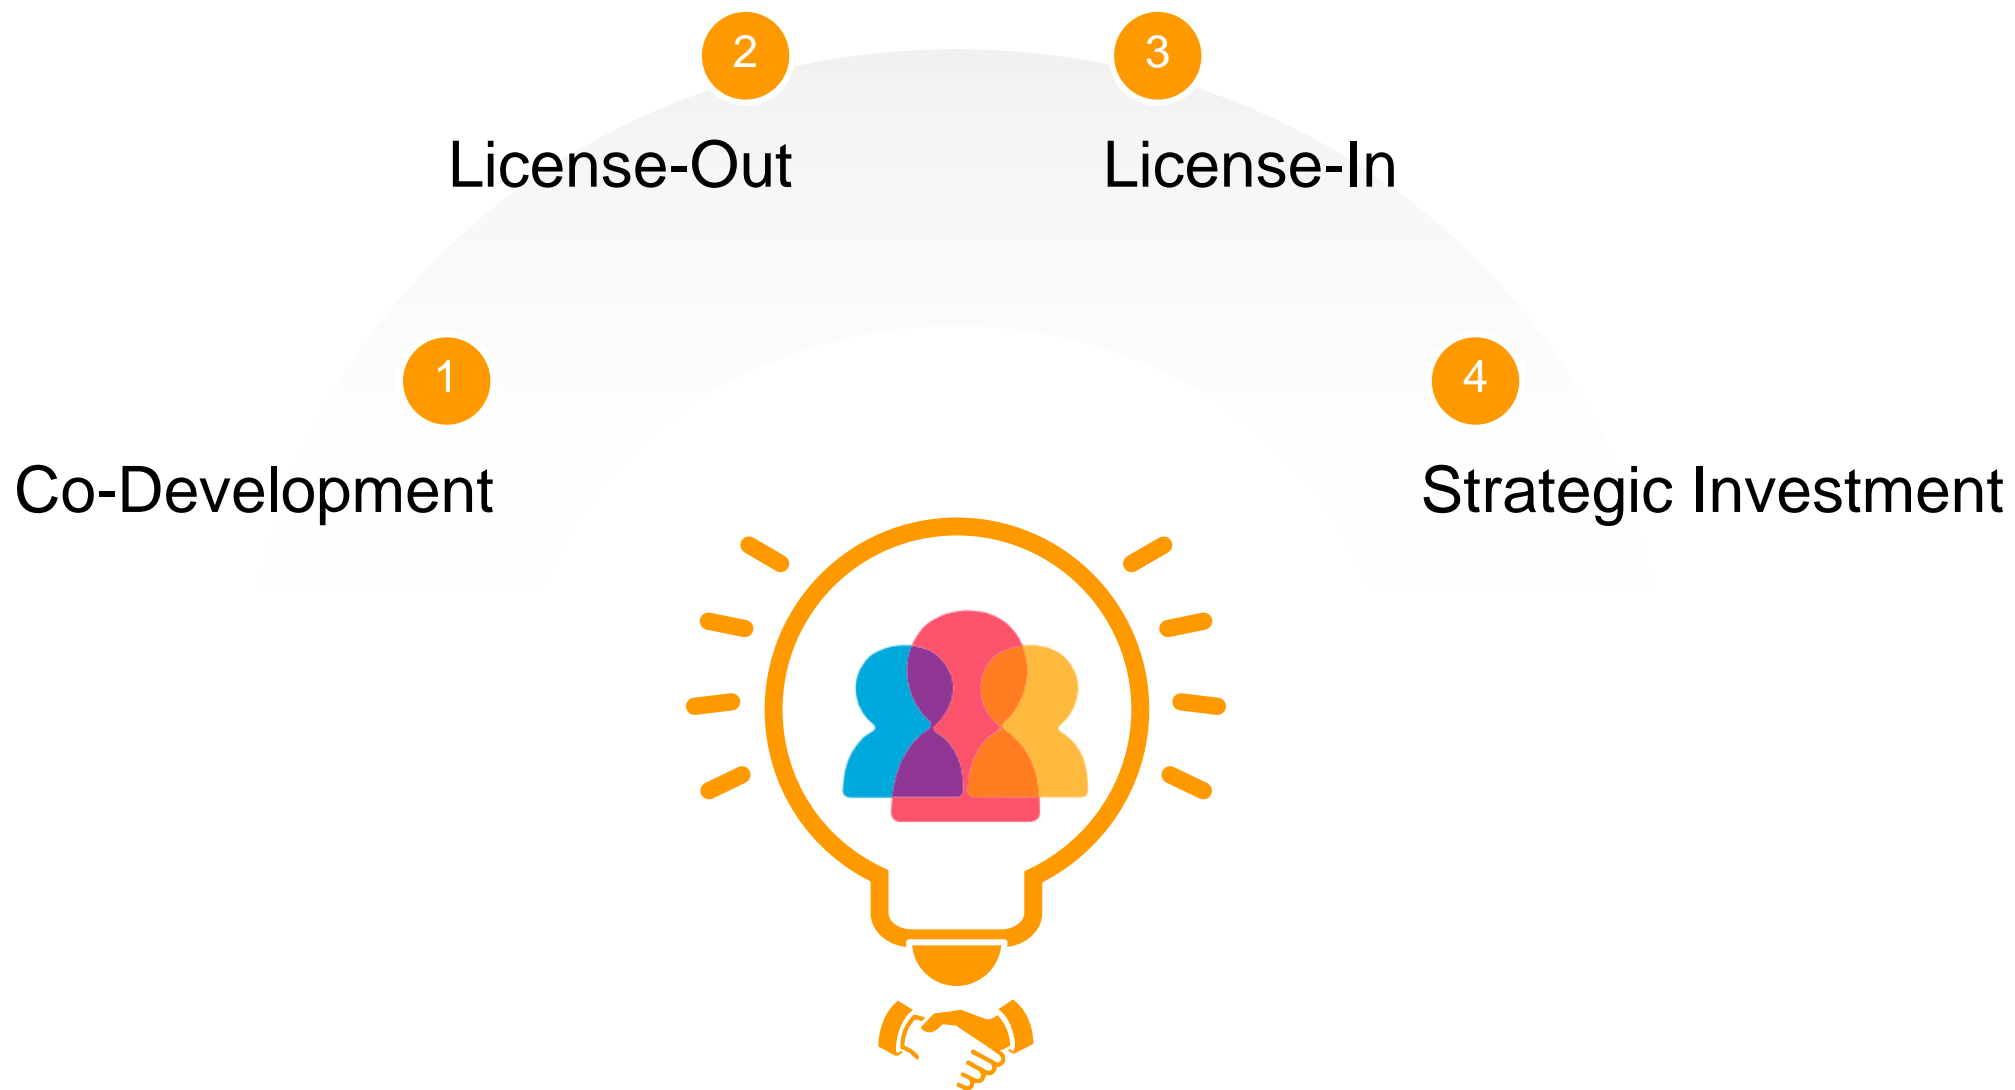 1
Co-Development
2
License-Out
3
License-In
4
Strategic Investment